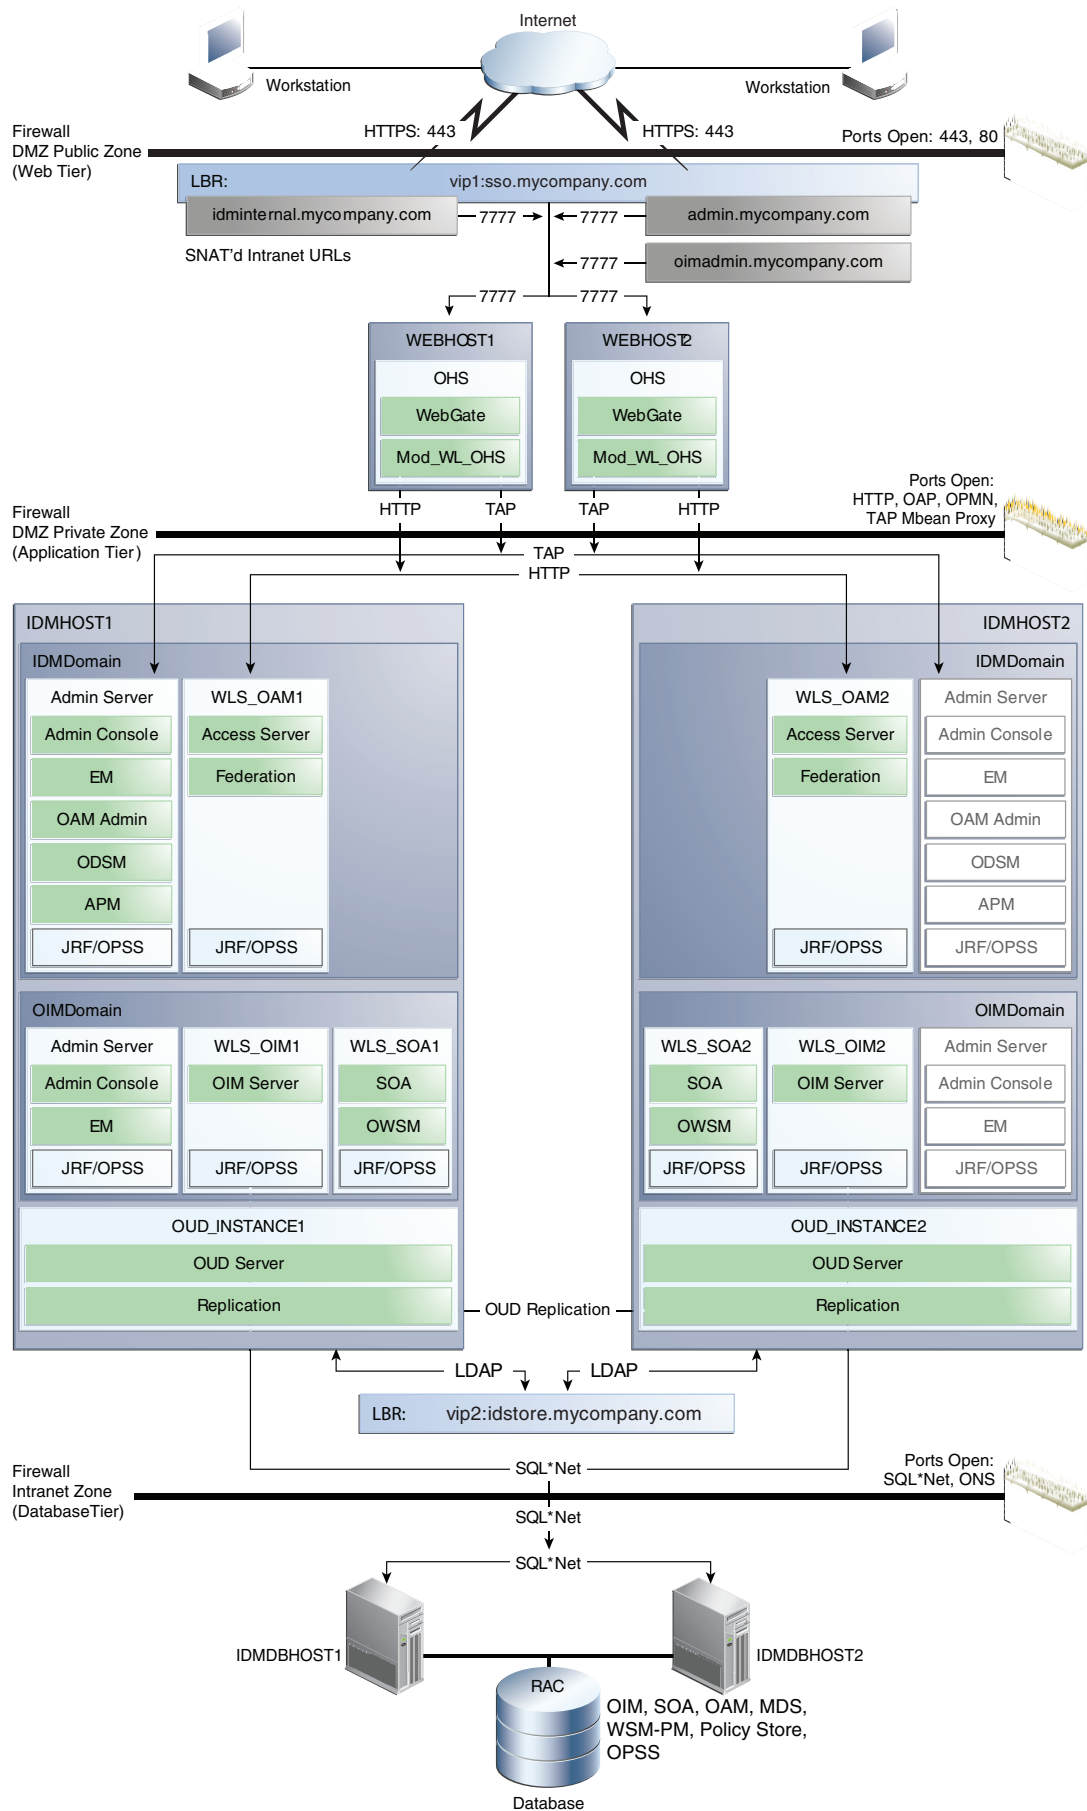 Internet
Workstation
Workstation
HTTPS: 443
HTTPS: 443
Firewall
DMZ Public Zone
(Web Tier)
Ports Open: 443, 80
LBR:
vip1:sso.mycompany.com
idminternal.mycompany.com
7777
7777
admin.mycompany.com
SNAT'd Intranet URLs
7777
oimadmin.mycompany.com
7777
7777
WEBHOST1
OHS
WebGate
Mod_WL_OHS
WEBHOST2
OHS
WebGate
Mod_WL_OHS
HTTP
TAP
TAP
HTTP
Firewall
DMZ Private Zone
(Application Tier)
Ports Open:
HTTP, OAP, OPMN,
TAP Mbean Proxy
TAP
HTTP
IDMHOST1
IDMDomain
Admin Server
Admin Console
EM
OAM Admin
ODSM
APM
JRF/OPSS
WLS_OAM1
Access Server
Federation
JRF/OPSS
OIMDomain
Admin Server
Admin Console
EM
JRF/OPSS
WLS_OIM1
OIM Server
JRF/OPSS
WLS_SOA1
SOA
OWSM
JRF/OPSS
OUD_INSTANCE1
OUD Server
Replication
IDMHOST2
IDMDomain
WLS_OAM2
Access Server
Federation
JRF/OPSS
Admin Server
Admin Console
EM
OAM Admin
ODSM
APM
JRF/OPSS
OIMDomain
WLS_SOA2
SOA
OWSM
JRF/OPSS
WLS_OIM2
OIM Server
JRF/OPSS
Admin Server
Admin Console
EM
JRF/OPSS
OUD_INSTANCE2
OUD Server
Replication
OUD Replication
LDAP
LDAP
LBR:
vip2:idstore.mycompany.com
SQL*Net
Firewall
Intranet Zone
(DatabaseTier)
Ports Open:
SQL*Net, ONS
SQL*Net
SQL*Net
IDMDBHOST1
IDMDBHOST2
RAC
OIM, SOA, OAM, MDS,
WSM-PM, Policy Store,
OPSS
Database